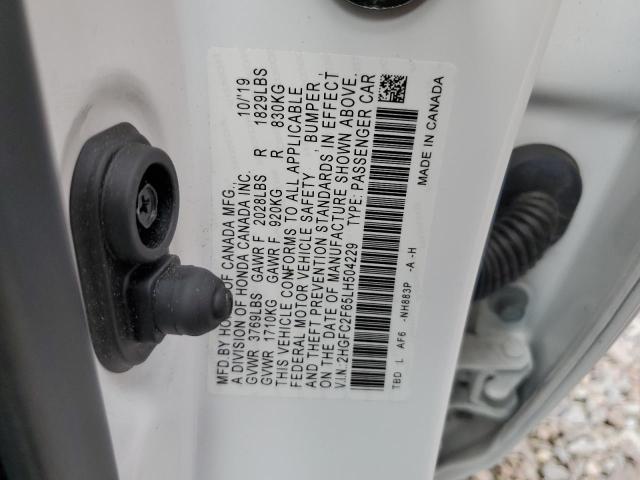 MFD.BY HONDA OF CANADA MFG., 10/19
A DIVISION OF HONDA CANADA INC.
GVWR 3769LBS GAWR F 2028LBS R 1829LBS
GVWR 1710KG GAWR F 920KG R 830KG
THIS VEHICLE CONFORMS TO ALL APPLICABLE
FEDERAL MOTOR VEHICLE SAFETY , BUMPER ,
AND THEFT PREVENTION STANDARDS IN EFFECT
ON THE DATE OF MANUFACTURE SHOWN ABOVE.
V.I.N. 2HGFC2F65LH504229 TYPE: PASSENGER CAR
TBD L AF6 -NH883P -A -H
MADE IN CANADA